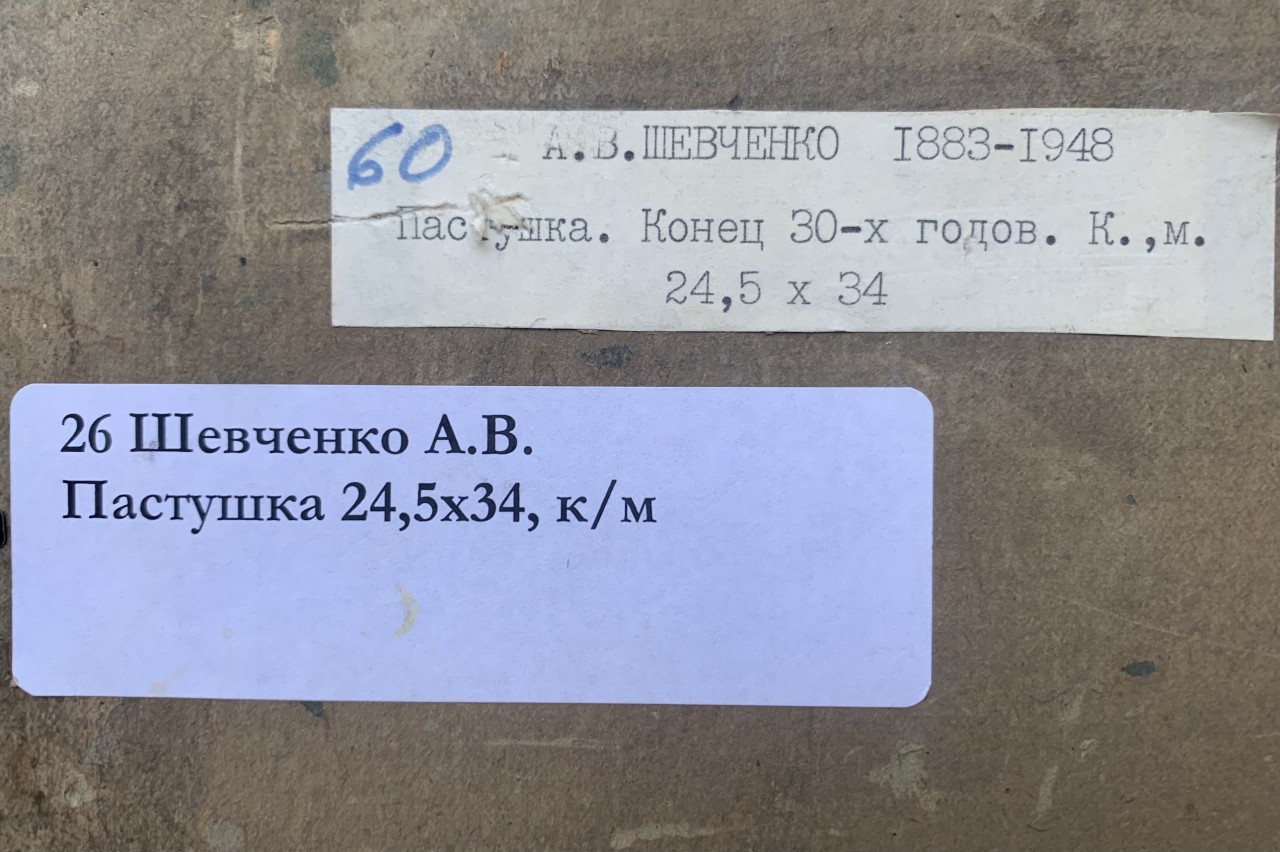 60 А.В.ШЕВЧЕНКО I883-I948
Пастушка. Конец 30-х годов. К.,м.
24,5 х 34
26 Шевченко А.В.
Пастушка 24,5х34, к/м